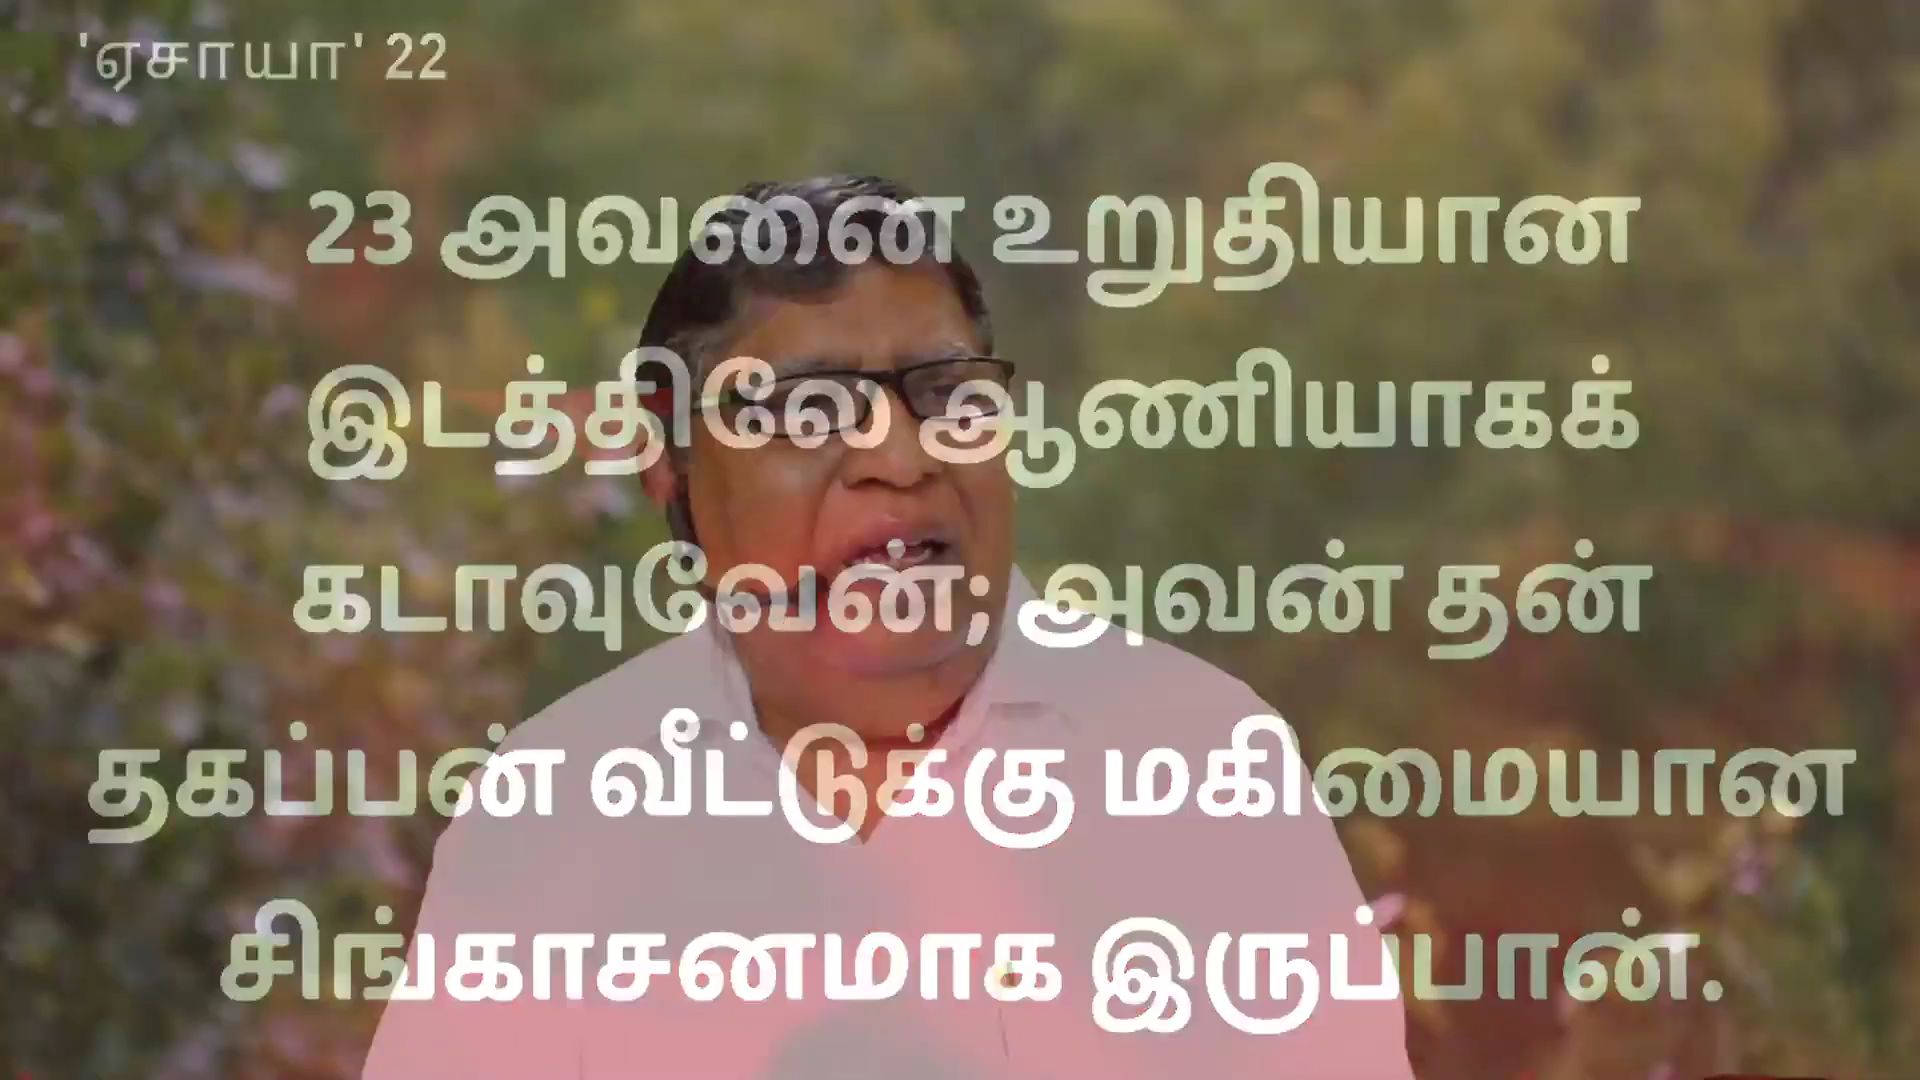 'ஏசாயா' 22
23 அவனை உறுதியான
இடத்திலே ஆணியாகக்
கடாவுவேன்; அவன் தன்
தகப்பன் வீட்டுக்கு மகிமையான
சிங்காசனமாக இருப்பான்.